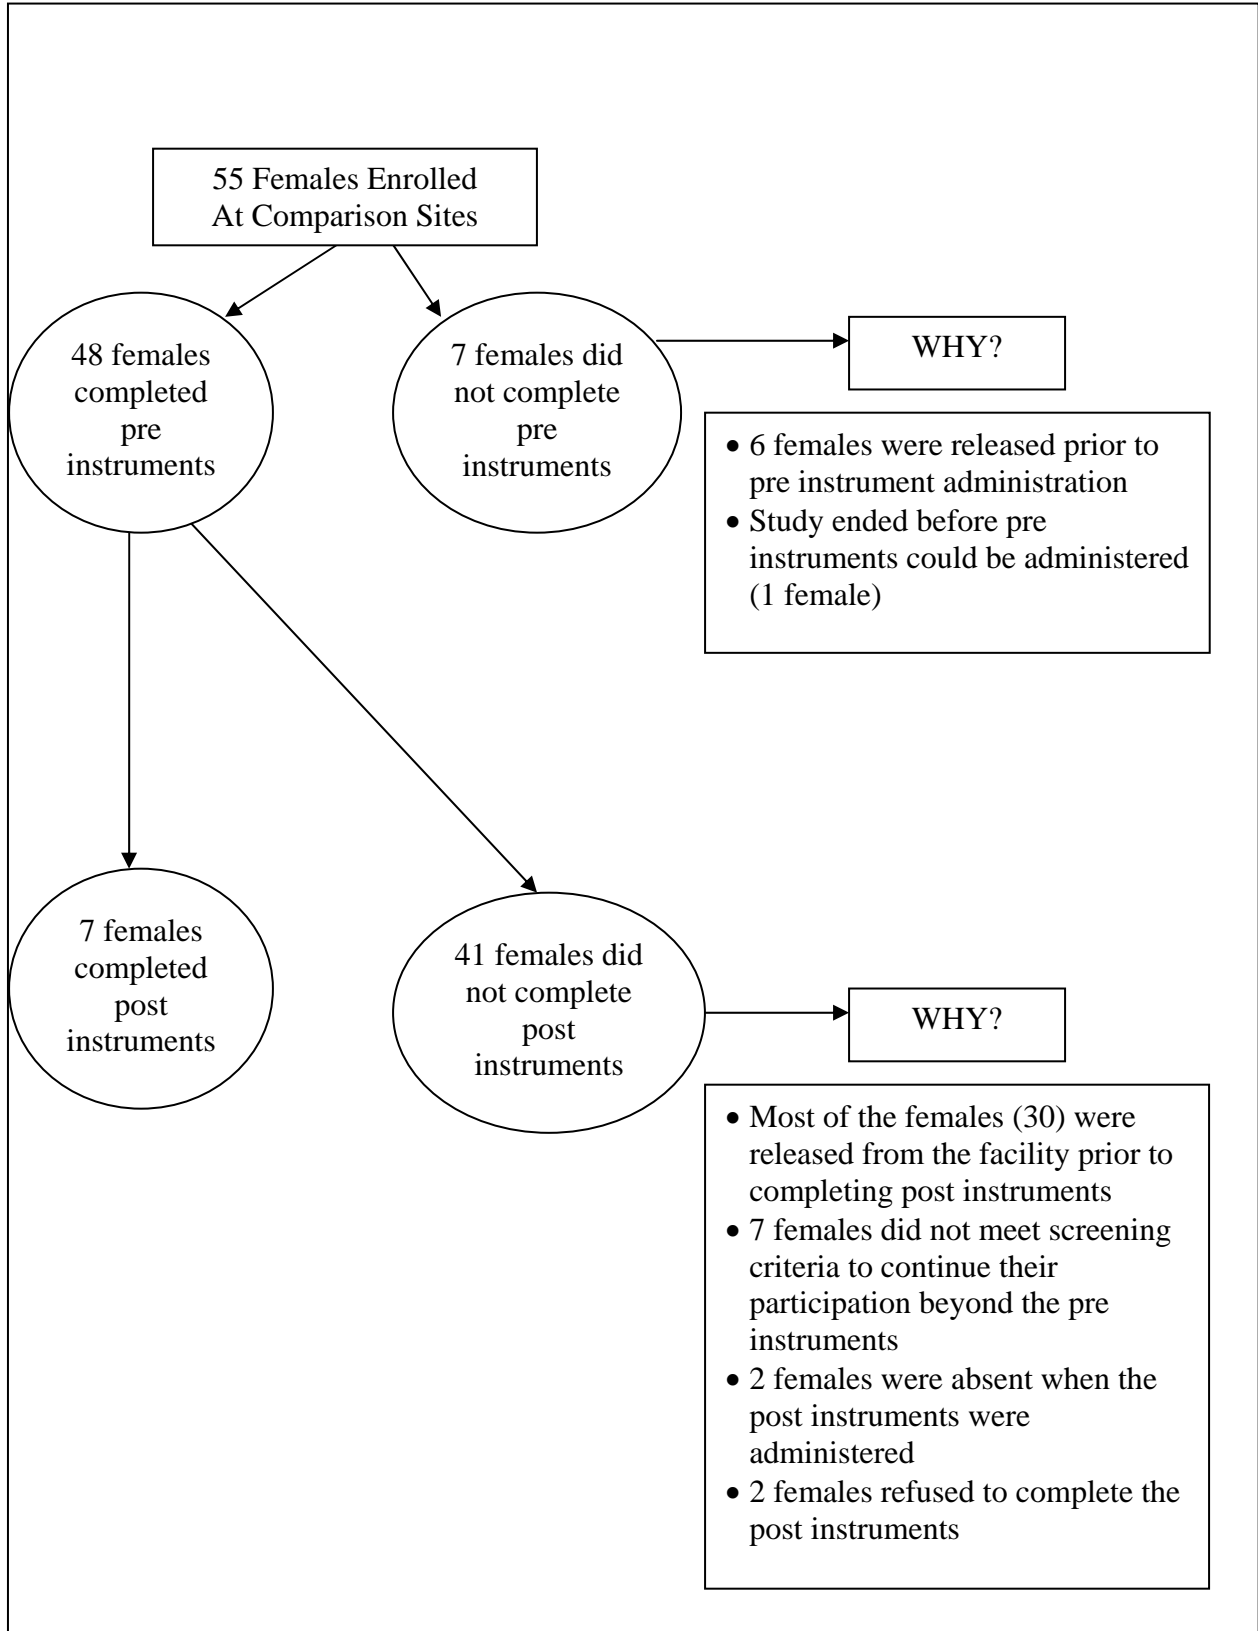 55 Females Enrolled
At Comparison Sites
48 females
completed
pre
instruments
7 females did
not complete
pre
instruments
WHY?
• 6 females were released prior to
pre instrument administration
• Study ended before pre
instruments could be administered
(1 female)
7 females
completed
post
instruments
41 females did
not complete
post
instruments
WHY?
• Most of the females (30) were
released from the facility prior to
completing post instruments
• 7 females did not meet screening
criteria to continue their
participation beyond the pre
instruments
• 2 females were absent when the
post instruments were
administered
• 2 females refused to complete the
post instruments